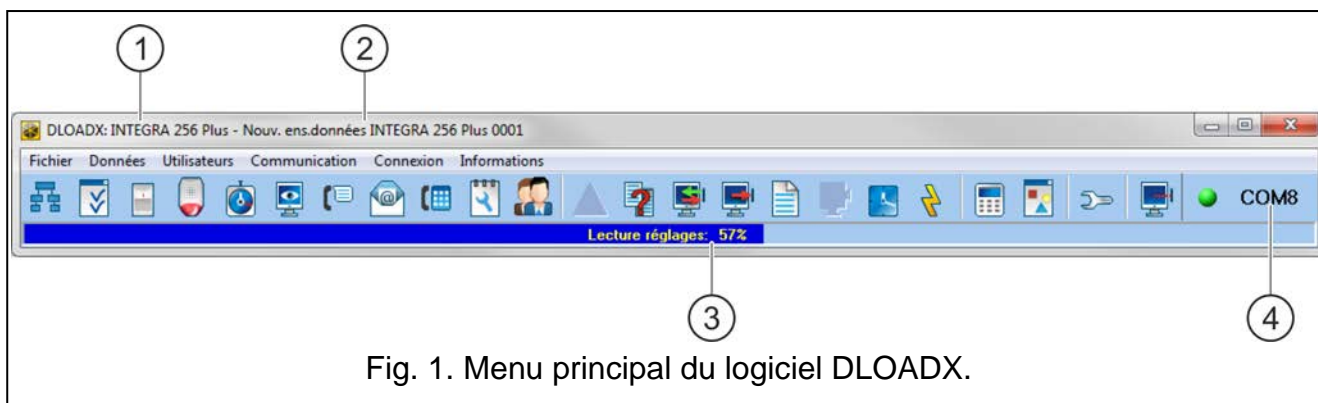 1 2
DLOADX: INTEGRA 256 Plus - Nouv. ens.données INTEGRA 256 Plus 0001
Fichier Données Utilisateurs Communication Connexion Informations
COM8
Lecture réglages: 57%
3 4
Fig. 1. Menu principal du logiciel DLOADX.